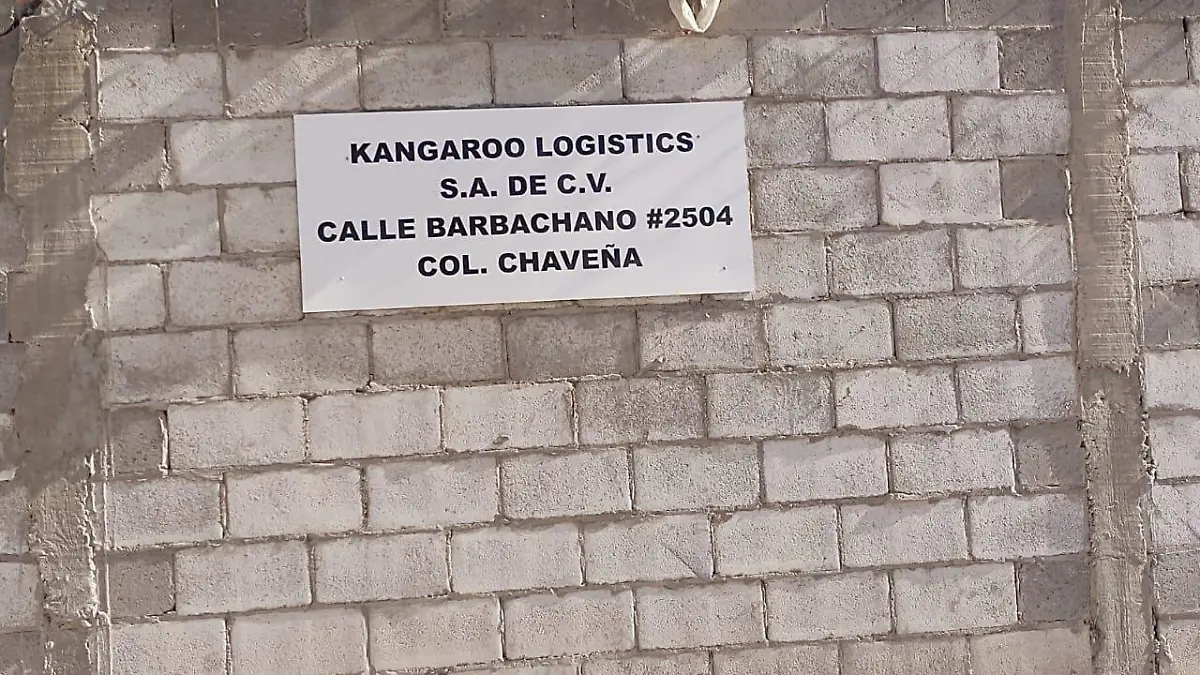 KANGAROO LOGISTICS
S.A. DE C.V.
CALLE BARBACHANO #2504
COL. CHAVEÑA